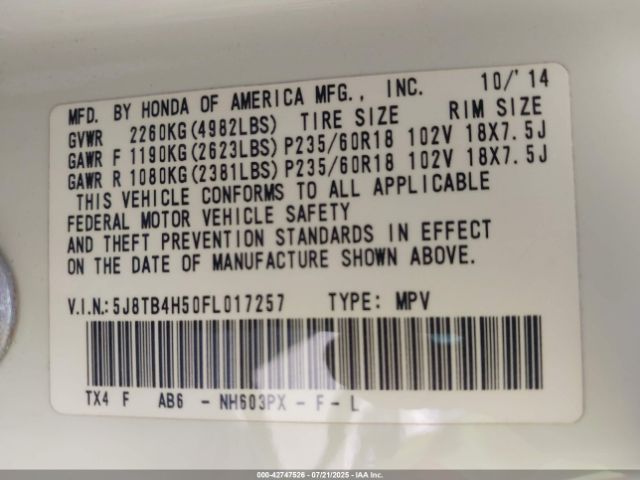 MFD. BY HONDA OF AMERICA MFG., INC. 10/'14
GVWR 2260KG(4982LBS) TIRE SIZE RIM SIZE
GAWR F 1190KG(2623LBS) P235/60R18 102V 18X7.5J
GAWR R 1080KG(2381LBS) P235/60R18 102V 18X7.5J
THIS VEHICLE CONFORMS TO ALL APPLICABLE
FEDERAL MOTOR VEHICLE SAFETY
AND THEFT PREVENTION STANDARDS IN EFFECT
ON THE DATE OF MANUFACTURE SHOWN ABOVE.
V.I.N.: 5J8TB4H50FL017257 TYPE: MPV
TX4 F AB6 - NH603PX - F - L
000-42747526 - 07/21/2025 - IAAI.com